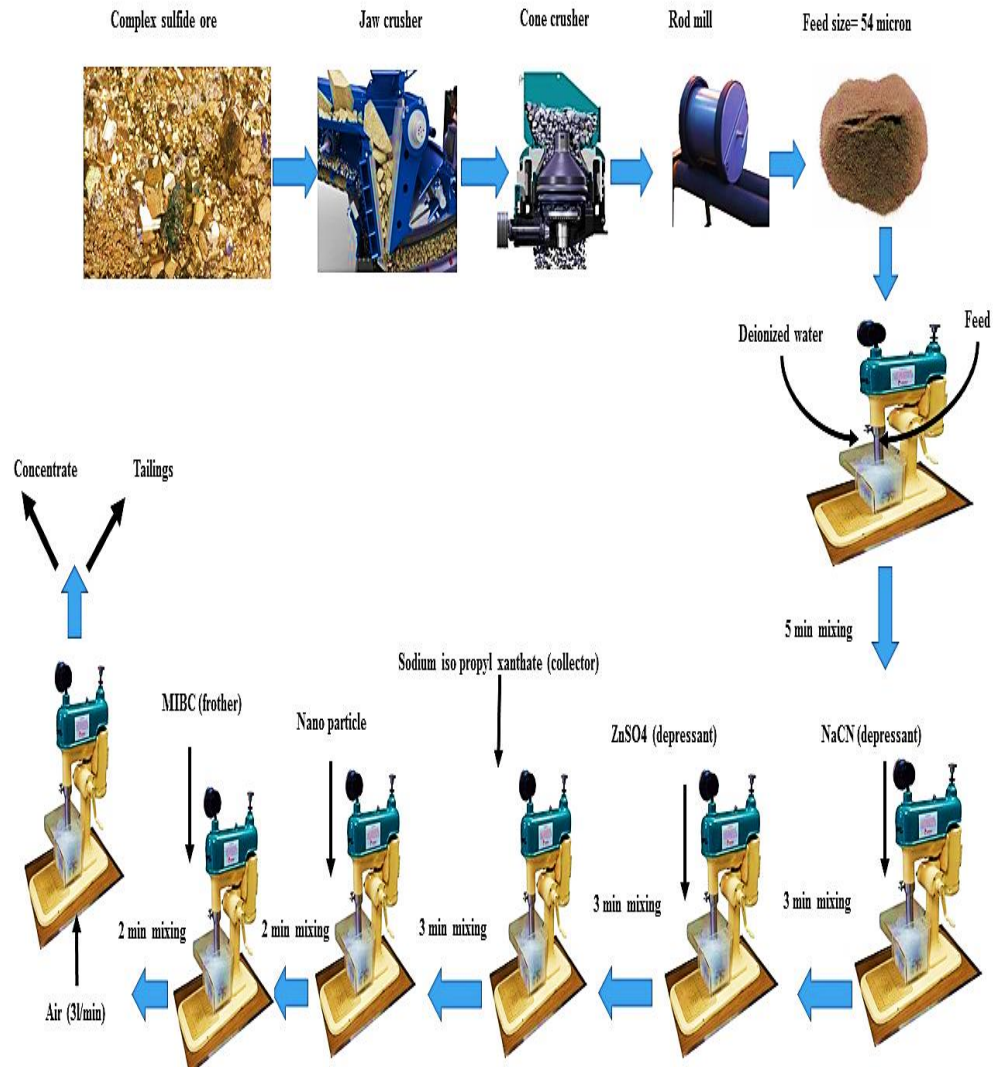 Complex sulfide ore
Jaw crusher
Cone crusher
Rod mill
Feed size= 54 micron
Deionized water
Feed
5 min mixing
NaCN (depressant)
3 min mixing
ZnSO4 (depressant)
3 min mixing
Sodium iso propyl xanthate (collector)
3 min mixing
Nano particle
2 min mixing
MIBC (frother)
2 min mixing
Air (3l/min)
Concentrate
Tailings